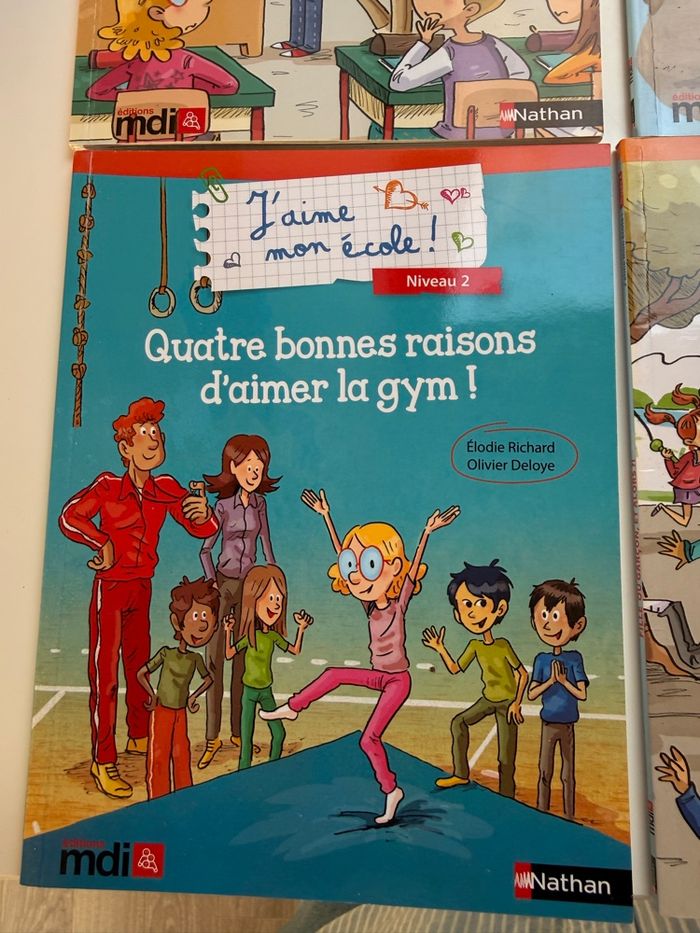 éditions
mdi
Nathan
J'aime
mon école !
Niveau 2
Quatre bonnes raisons
d'aimer la gym !
Élodie Richard
Olivier Deloye
éditions
mdi
Nathan